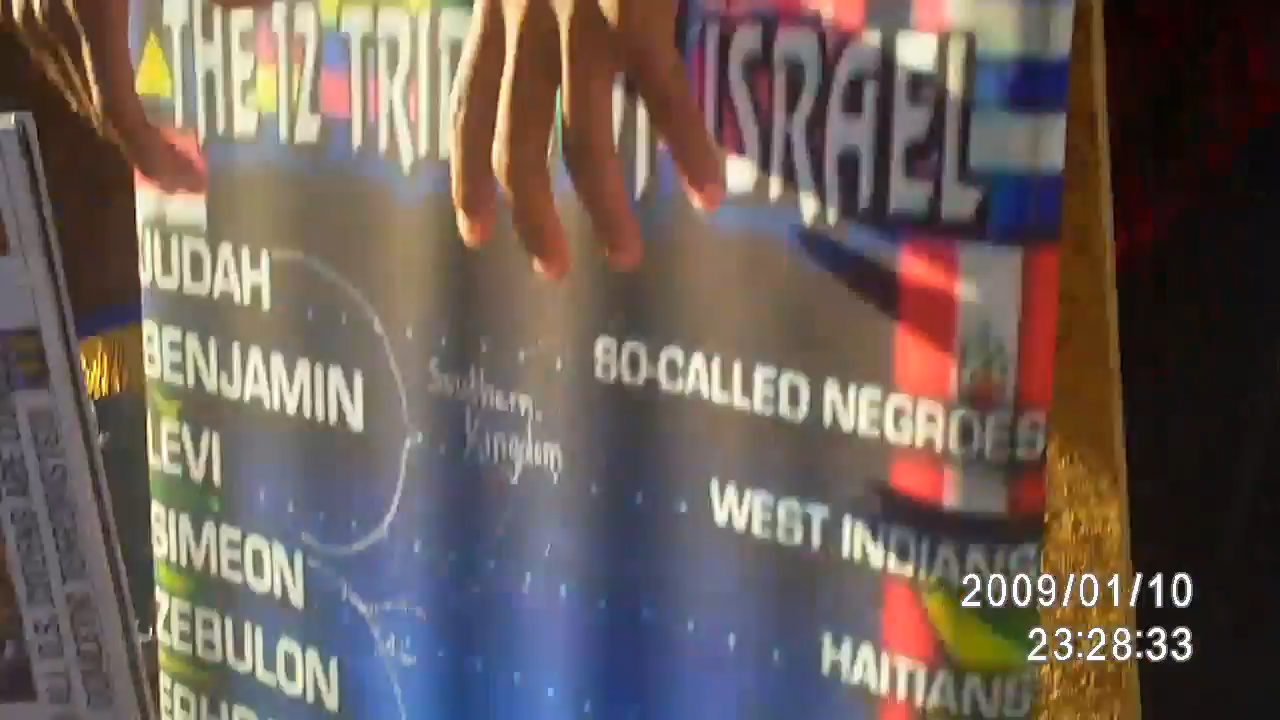 THE 12 ISRAEL
JUDAH
BENJAMIN
Southern
Kingdom
SO-CALLED NEGROES
LEVI
WEST INDIANS
SIMEON
HAITIANS
ZEBULON
2009/01/10
23:28:33